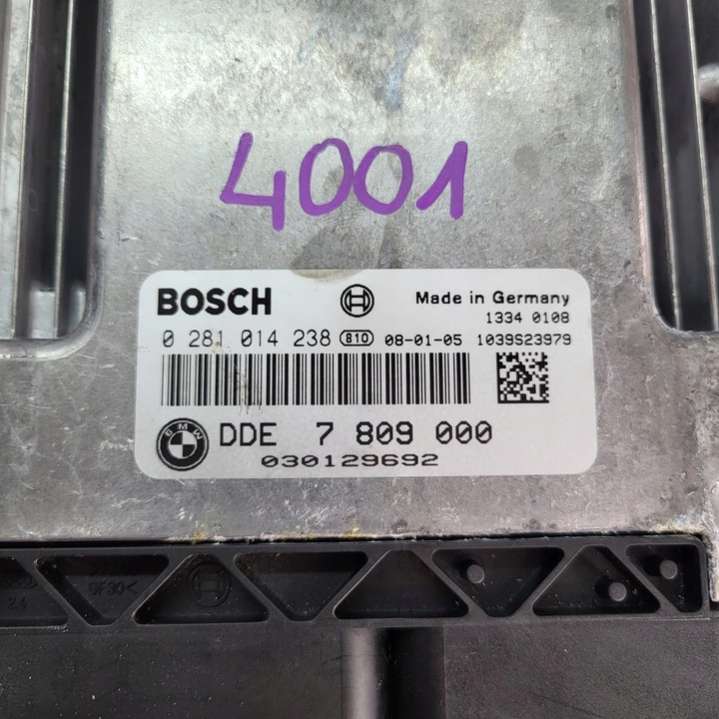 4001
BOSCH Made in Germany
1334 0108
0 281 014 238 810 08-01-05 1039S23979
BMW DDE 7 809 000
030129692